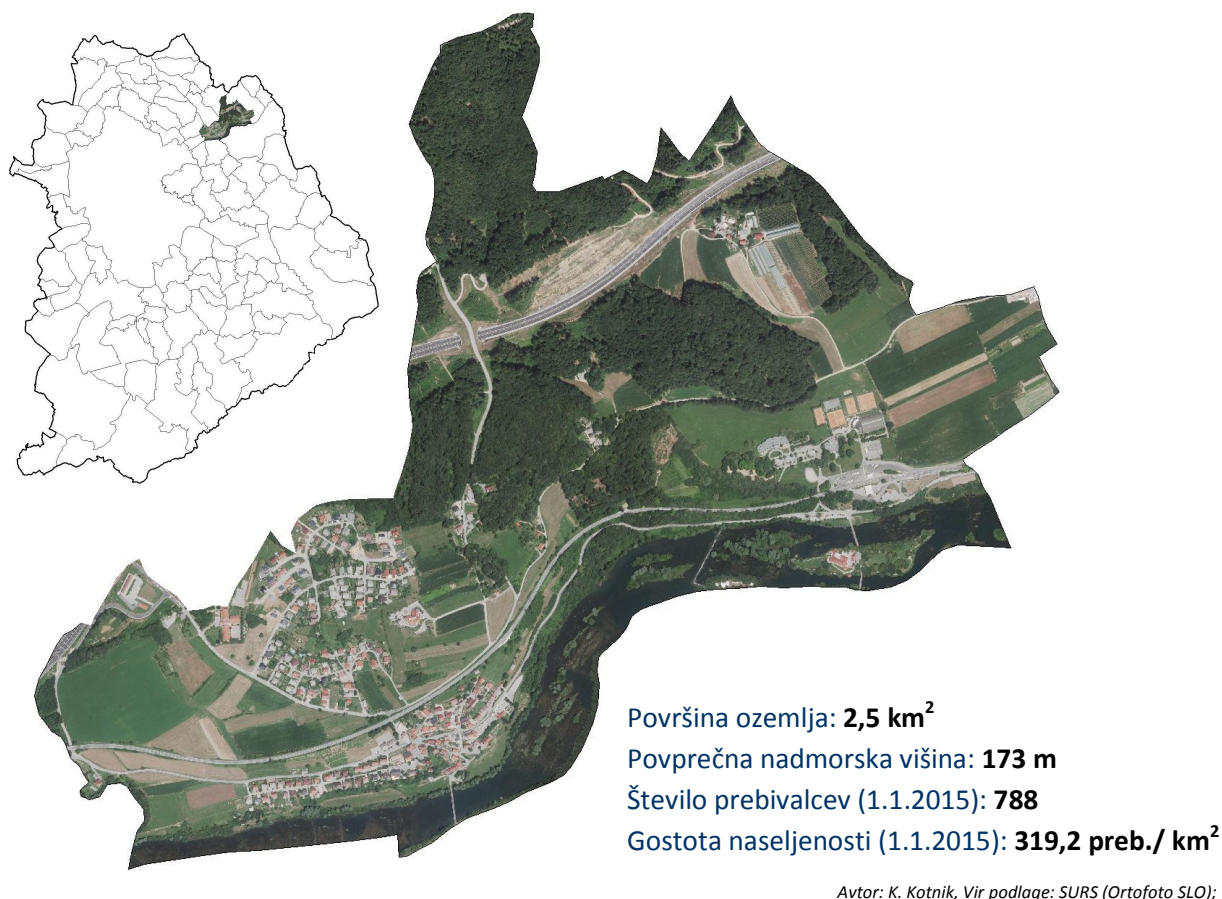 Površina ozemlja: 2,5 km²
Povprečna nadmorska višina: 173 m
Število prebivalcev (1.1.2015): 788
Gostota naseljenosti (1.1.2015): 319,2 preb./ km²
Avtor: K. Kotnik, Vir podlage: SURS (Ortofoto SLO);